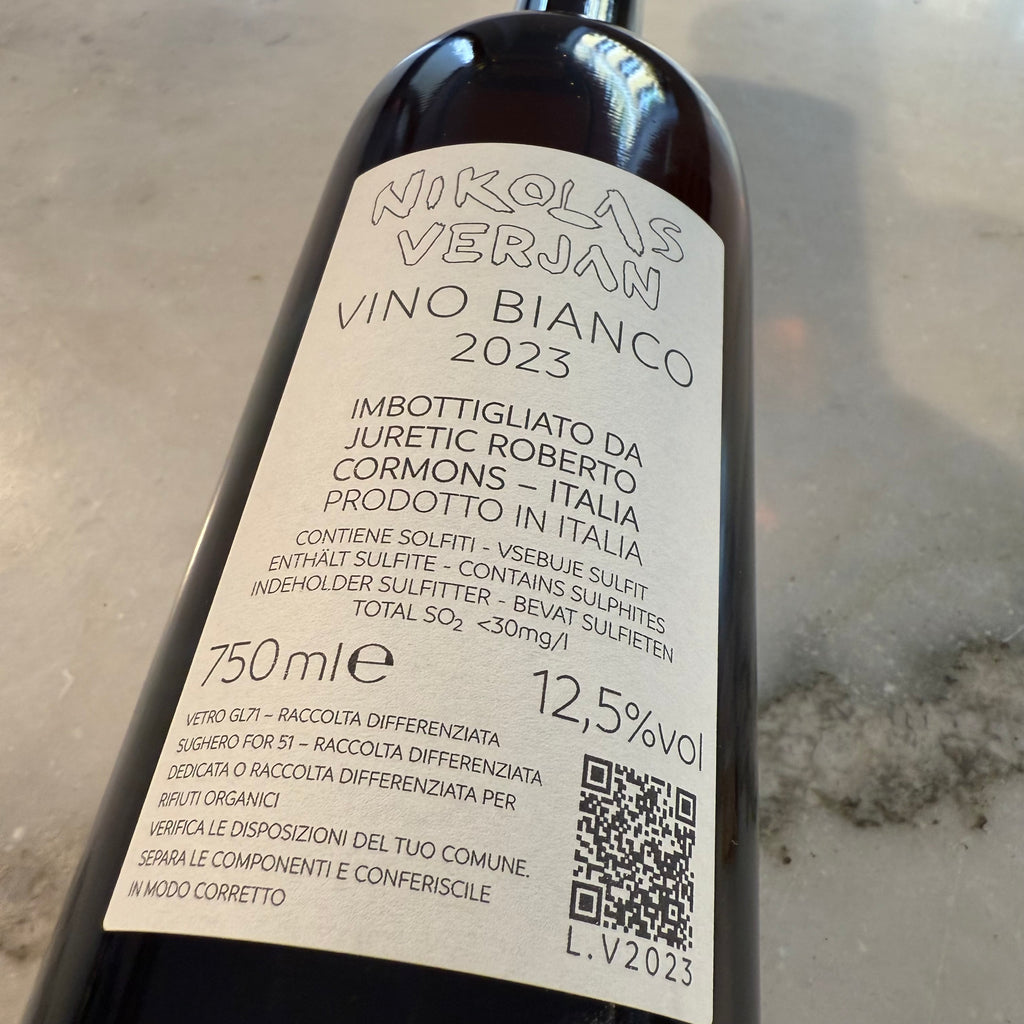 NIKOLAS
VERJAN
VINO BIANCO
2023
IMBOTTIGLIATO DA
JURETIC ROBERTO
CORMONS – ITALIA
PRODOTTO IN ITALIA
CONTIENE SOLFITI - VSEBUJE SULFIT
ENTHÄLT SULFITE - CONTAINS SULPHITES
INDEHOLDER SULFITTER - BEVAT SULFIETEN
TOTAL SO₂ <30mg/l
750mle
12,5%vol
VETRO GL71 – RACCOLTA DIFFERENZIATA
SUGHERO FOR 51 – RACCOLTA DIFFERENZIATA
DEDICATA O RACCOLTA DIFFERENZIATA PER
RIFIUTI ORGANICI
VERIFICA LE DISPOSIZIONI DEL TUO COMUNE.
SEPARA LE COMPONENTI E CONFERISCILE
IN MODO CORRETTO
L.V2023